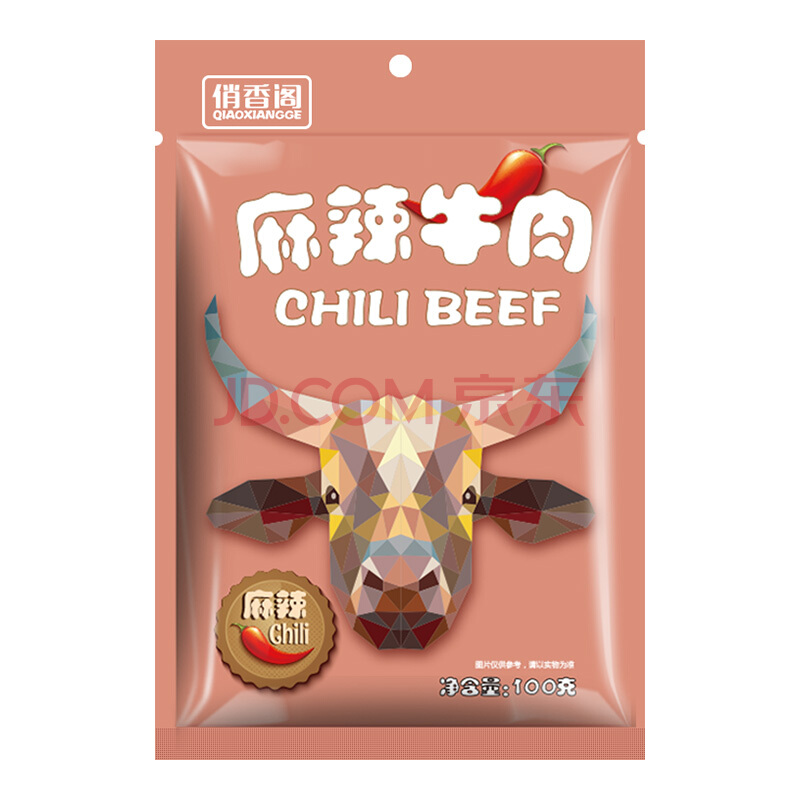 俏香阁
QIAOXIANGGE
麻辣牛肉
CHILI BEEF
JD.COM 京东
麻辣
Chili
图片仅供参考,请以实物为准
净含量:100克